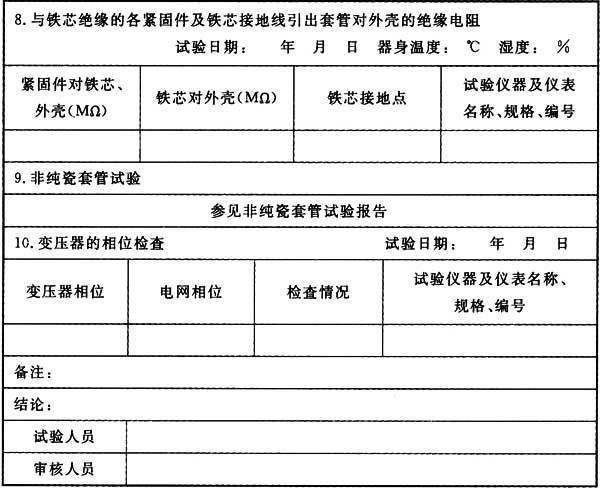 8.与铁芯绝缘的各紧固件及铁芯接地线引出套管对外壳的绝缘电阻
试验日期： 年 月 日 器身温度： ℃ 湿度： %
紧固件对铁芯、
外壳(MΩ)
铁芯对外壳(MΩ)
铁芯接地点
试验仪器及仪表
名称、规格、编号
9.非纯瓷套管试验
参见非纯瓷套管试验报告
10.变压器的相位检查 试验日期： 年 月 日
变压器相位
电网相位
检查情况
试验仪器及仪表名称、
规格、编号
备注：
结论：
试验人员
审核人员